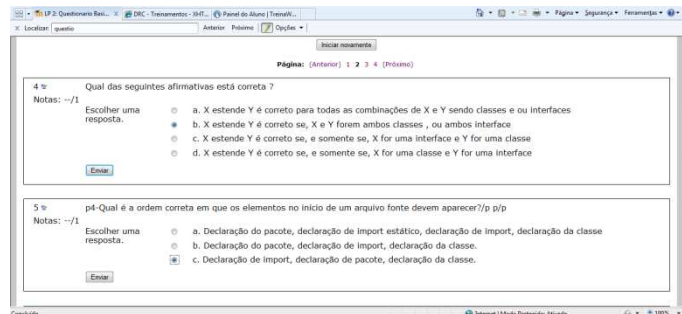 LP 2: Questionario Basi... X DRC - Treinamentos - XHT... Painel do Aluno | TreinaW... Página Segurança Ferramentas
X Localizar: questio Anterior Próximo Opções
Iniciar novamente
Página: (Anterior) 1 2 3 4 (Próximo)
4 Qual das seguintes afirmativas está correta ?
Notas: --/1
Escolher uma resposta.
a. X estende Y é correto para todas as combinações de X e Y sendo classes e ou interfaces
b. X estende Y é correto se, X e Y forem ambos classes , ou ambos interface
c. X estende Y é correto se, e somente se, X for uma interface e Y for uma classe
d. X estende Y é correto se, e somente se, X for uma classe e Y for uma interface
Enviar
5 p4-Qual é a ordem correta em que os elementos no início de um arquivo fonte devem aparecer?/p p/p
Notas: --/1
Escolher uma resposta.
a. Declaração do pacote, declaração de import estático, declaração de import, declaração da classe
b. Declaração do pacote, declaração de import, declaração da classe.
c. Declaração de import, declaração de pacote, declaração da classe.
Enviar
Concluído Internet | Modo Protegido: Ativado 100%